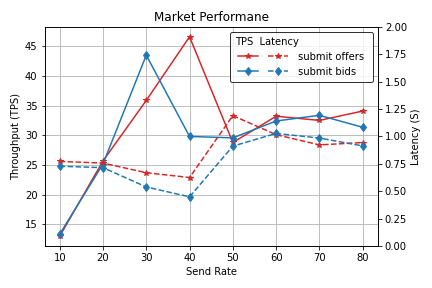 Market Performane
TPS Latency
submit offers
submit bids
Throughput (TPS)
45
40
35
30
25
20
15
2.00
1.75
1.50
1.25
1.00
0.75
0.50
0.25
0.00
Latency (S)
10 20 30 40 50 60 70 80
Send Rate